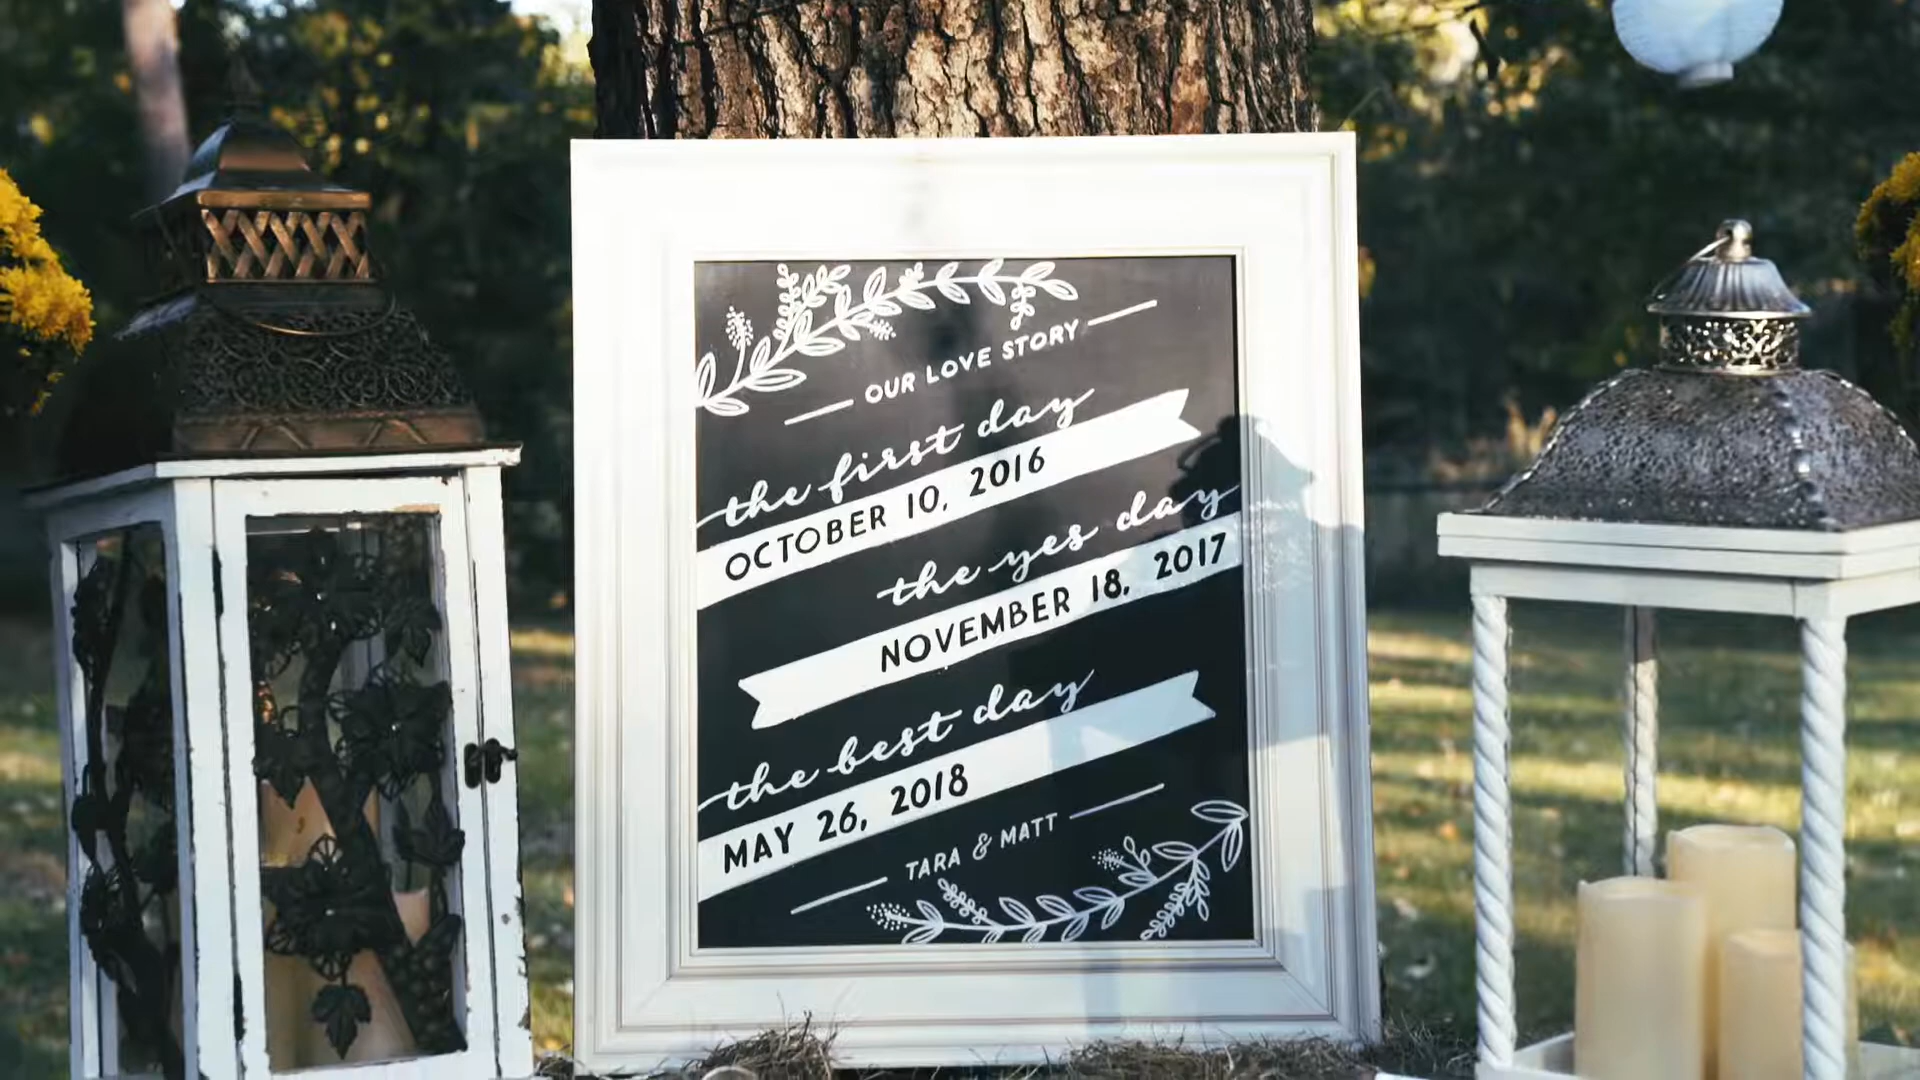 OUR LOVE STORY
the first day
OCTOBER 10, 2016
the yes day
NOVEMBER 18, 2017
the best day
MAY 26, 2018
TARA & MATT